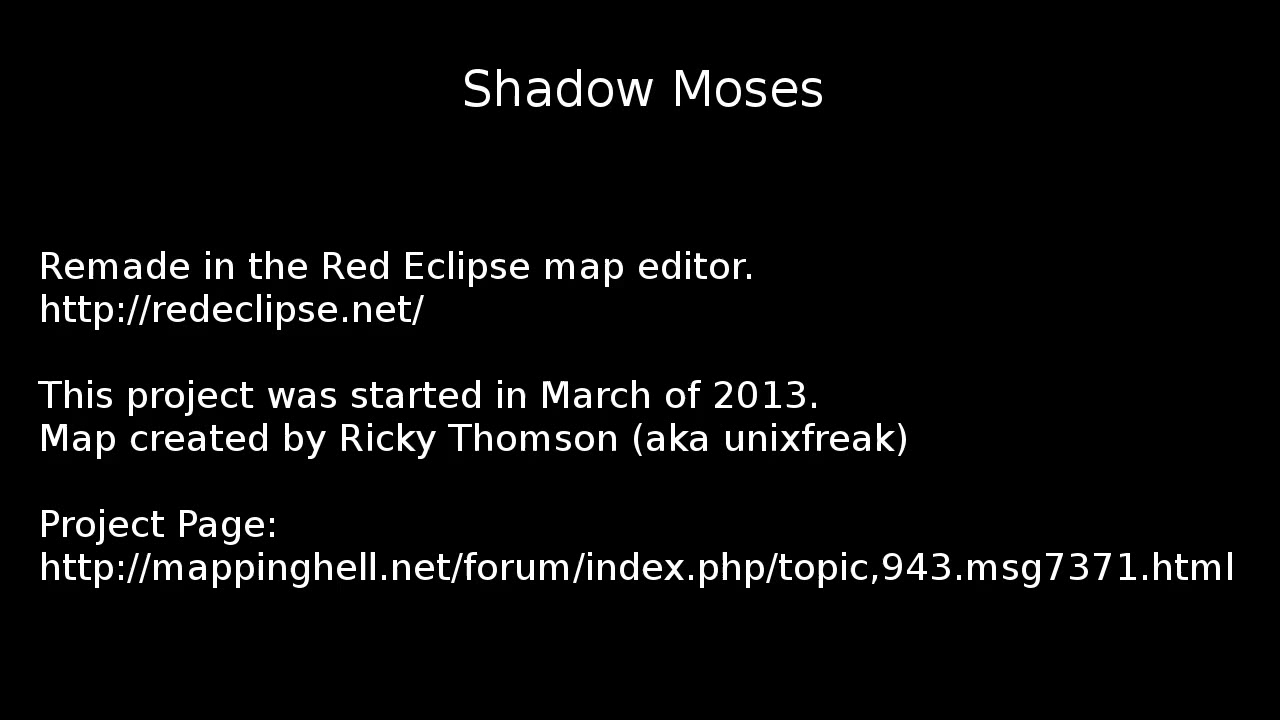 Shadow Moses
Remade in the Red Eclipse map editor.
http://redeclipse.net/
This project was started in March of 2013.
Map created by Ricky Thomson (aka unixfreak)
Project Page:
http://mappinghell.net/forum/index.php/topic,943.msg7371.html